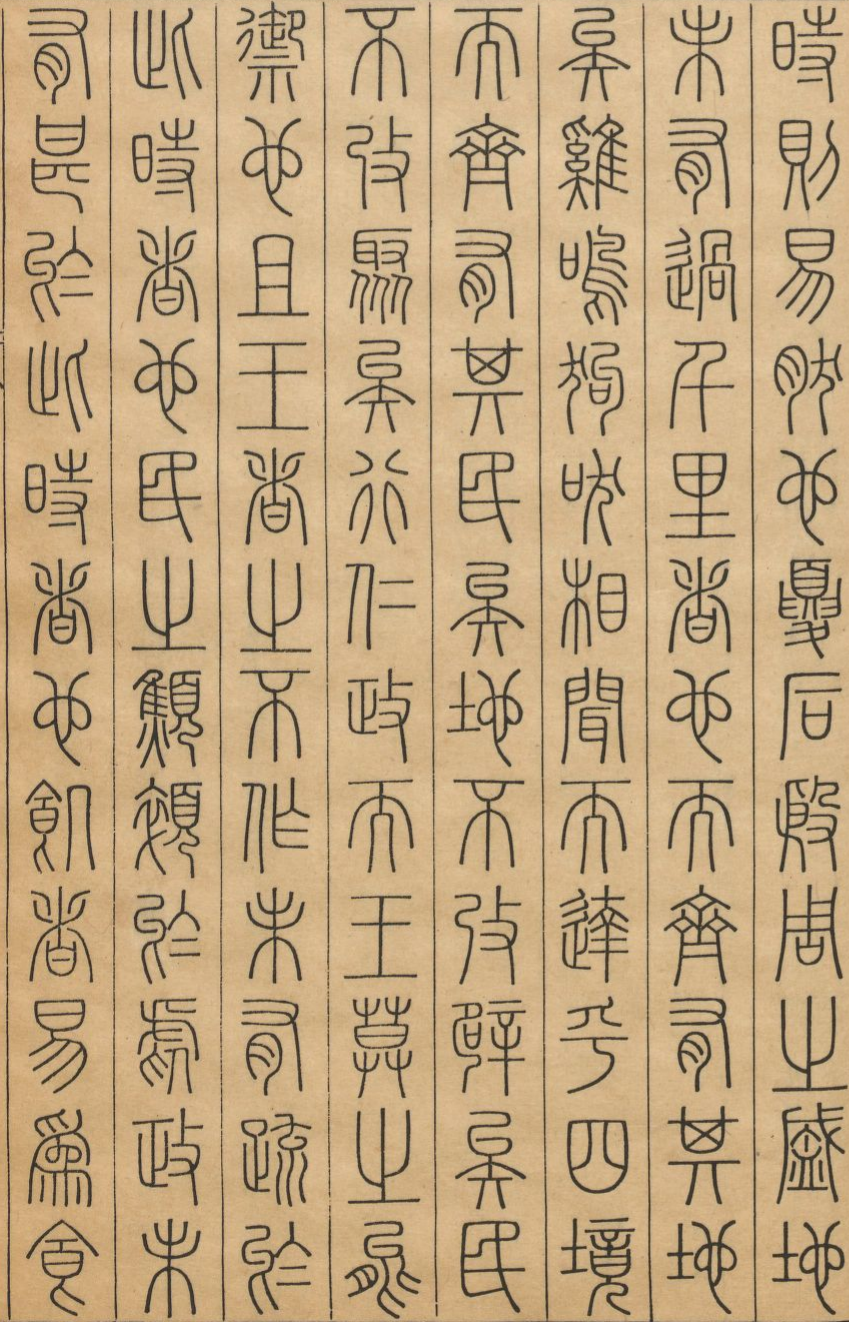 時則易然也夏后殷周之盛地
未有過千里者也而齊有其地
矣雞鳴狗吠相聞而達乎四境
而齊有其民矣地不改辟矣民
不改聚矣行仁政而王莫之能
禦也且王者之不作未有疏於
此時者也民之顦顇於虐政未
有甚於此時者也飢者易爲食